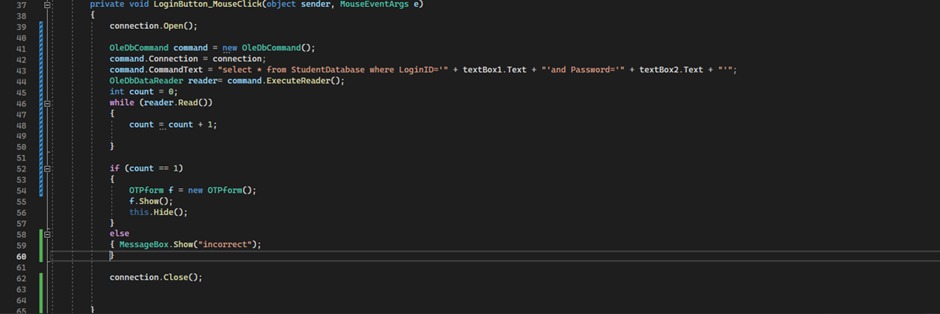 37 private void LoginButton_MouseClick(object sender, MouseEventArgs e)
38 {
39 connection.Open();
40
41 OleDbCommand command = new OleDbCommand();
42 command.Connection = connection;
43 command.CommandText = "select * from StudentDatabase where LoginID='" + textBox1.Text + "'and Password='" + textBox2.Text + "'";
44 OleDbDataReader reader= command.ExecuteReader();
45 int count = 0;
46 while (reader.Read())
47 {
48 count = count + 1;
49
50 }
51
52 if (count == 1)
53 {
54 OTPform f = new OTPform();
55 f.Show();
56 this.Hide();
57 }
58 else
59 { MessageBox.Show("incorrect");
60 }
61
62 connection.Close();
63
64
65 }